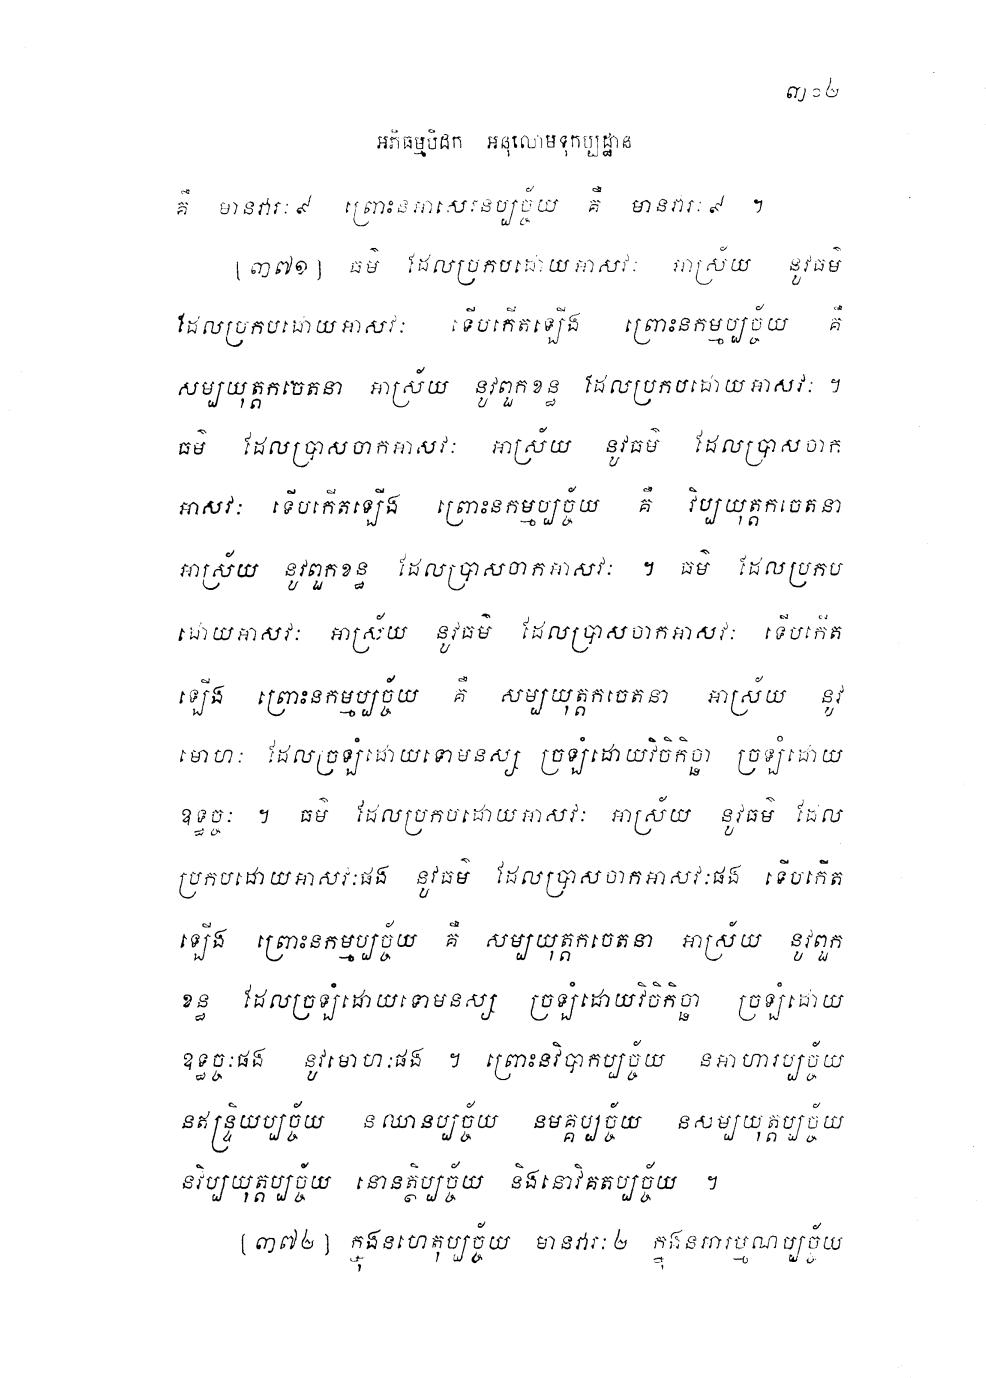 ៣១២
អភិធម្មបិដក អនុលោមទុកប្បដ្ឋាន
គឺ មានវារៈ ៩ ព្រោះនអាសេវនប្បច្ច័យ គឺ មានវារៈ ៩ ។
[៣៧១] ធម៌ ដែលប្រកបដោយអាសវៈ អាស្រ័យ នូវធម៌
ដែលប្រកបដោយអាសវៈ ទើបកើតឡើង ព្រោះនកម្មប្បច្ច័យ គឺ
សម្បយុត្តកចេតនា អាស្រ័យ នូវពួកខន្ធ ដែលប្រកបដោយអាសវៈ ។
ធម៌ ដែលប្រាសចាកអាសវៈ អាស្រ័យ នូវធម៌ ដែលប្រាសចាក
អាសវៈ ទើបកើតឡើង ព្រោះនកម្មប្បច្ច័យ គឺ វិប្បយុត្តកចេតនា
អាស្រ័យ នូវពួកខន្ធ ដែលប្រាសចាកអាសវៈ ។ ធម៌ ដែលប្រកប
ដោយអាសវៈ អាស្រ័យ នូវធម៌ ដែលប្រាសចាកអាសវៈ ទើបកើត
ឡើង ព្រោះនកម្មប្បច្ច័យ គឺ សម្បយុត្តកចេតនា អាស្រ័យ នូវ
មោហៈ ដែលច្រឡំដោយទោមនស្ស ច្រឡំដោយវិចិកិច្ឆា ច្រឡំដោយ
ឧទ្ធច្ចៈ ។ ធម៌ ដែលប្រកបដោយអាសវៈ អាស្រ័យ នូវធម៌ ដែល
ប្រកបដោយអាសវៈផង នូវធម៌ ដែលប្រាសចាកអាសវៈផង ទើបកើត
ឡើង ព្រោះនកម្មប្បច្ច័យ គឺ សម្បយុត្តកចេតនា អាស្រ័យ នូវពួក
ខន្ធ ដែលច្រឡំដោយទោមនស្ស ច្រឡំដោយវិចិកិច្ឆា ច្រឡំដោយ
ឧទ្ធច្ចៈផង នូវមោហៈផង ។ ព្រោះនវិបាកប្បច្ច័យ នអាហារប្បច្ច័យ
នឥន្ទ្រិយប្បច្ច័យ នឈានប្បច្ច័យ នមគ្គប្បច្ច័យ នសម្បយុត្តប្បច្ច័យ
នវិប្បយុត្តប្បច្ច័យ នោនត្ថិប្បច្ច័យ និងនោវិគតប្បច្ច័យ ។
[៣៧២] ក្នុងនហេតុប្បច្ច័យ មានវារៈ ២ ក្នុងនអារម្មណប្បច្ច័យ